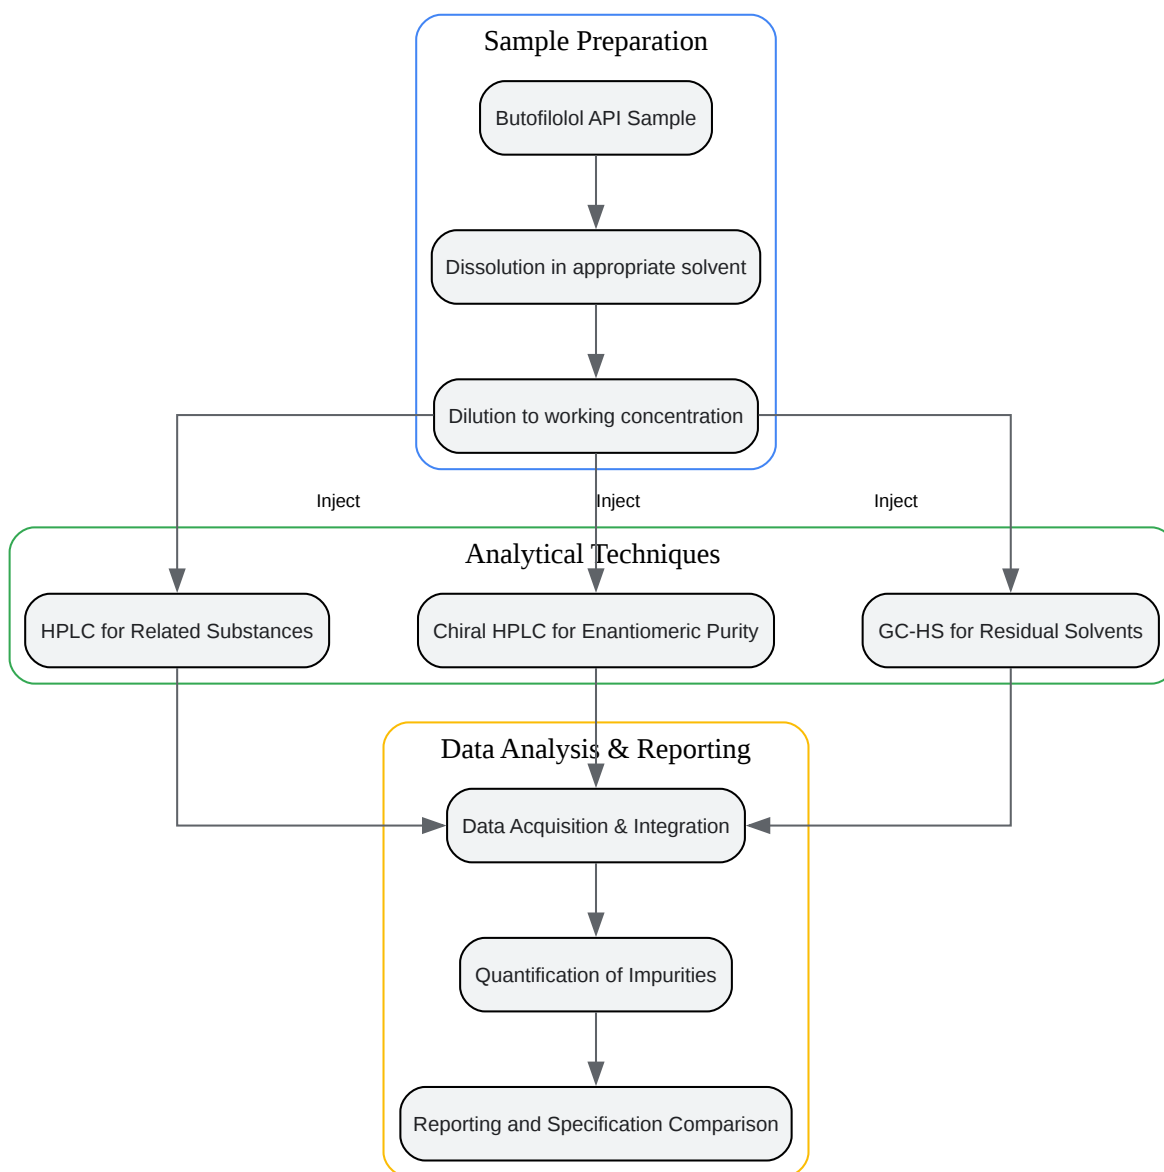 Sample Preparation
Butofilolol API Sample
Dissolution in appropriate solvent
Dilution to working concentration
Inject
Inject
Inject
Analytical Techniques
HPLC for Related Substances
Chiral HPLC for Enantiomeric Purity
GC-HS for Residual Solvents
Data Analysis & Reporting
Data Acquisition & Integration
Quantification of Impurities
Reporting and Specification Comparison